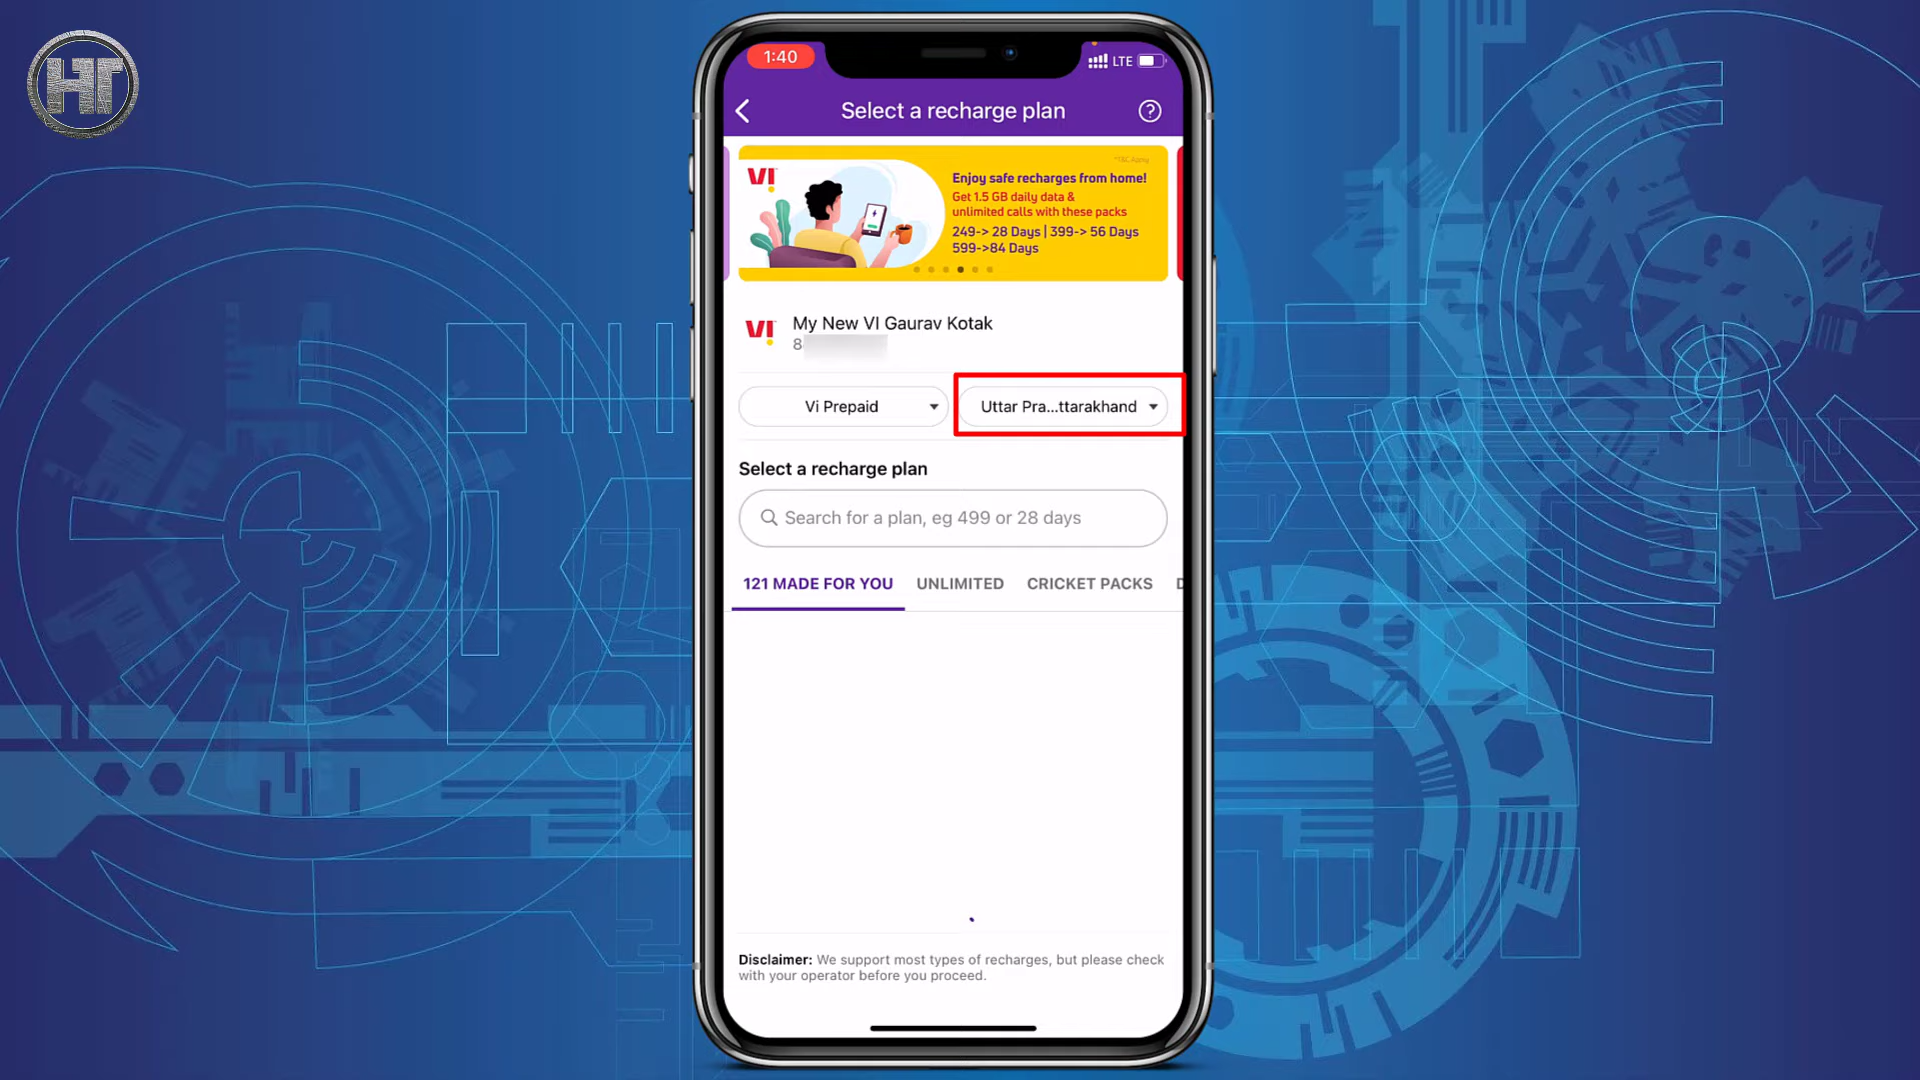 HT
1:40
LTE
Select a recharge plan
?
*T&C Apply
VI
Enjoy safe recharges from home!
Get 1.5 GB daily data &
unlimited calls with these packs
249-> 28 Days | 399-> 56 Days
599->84 Days
VI
My New VI Gaurav Kotak
8
Vi Prepaid
Uttar Pra...ttarakhand
Select a recharge plan
Search for a plan, eg 499 or 28 days
121 MADE FOR YOU UNLIMITED CRICKET PACKS
Disclaimer: We support most types of recharges, but please check
with your operator before you proceed.